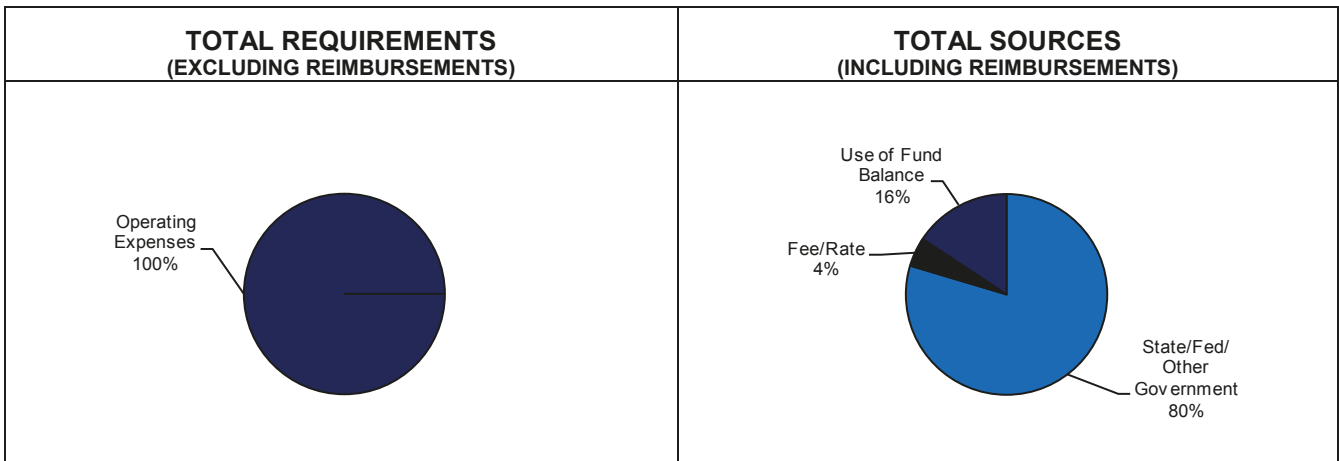 TOTAL REQUIREMENTS
(EXCLUDING REIMBURSEMENTS)
Operating
Expenses
100%
TOTAL SOURCES
(INCLUDING REIMBURSEMENTS)
Use of Fund
Balance
16%
Fee/Rate
4%
State/Fed/
Other
Government
80%